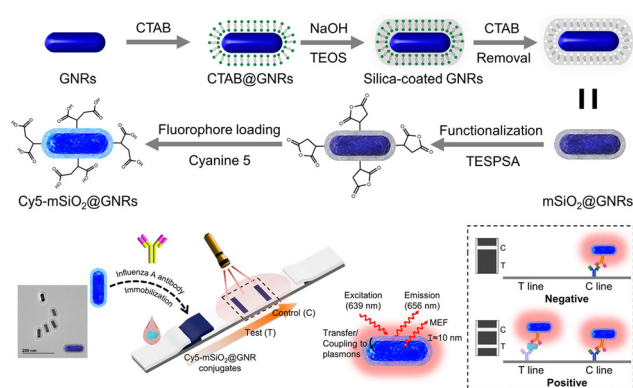 CTAB
NaOH
TEOS
CTAB
Removal
GNRs
CTAB@GNRs
Silica-coated GNRs
Fluorophore loading
Cyanine 5
Functionalization
TESPSA
Cy5-mSiO2@GNRs
mSiO2@GNRs
Influenza A antibody
Immobilization
200 nm
Control (C)
Test (T)
Cy5-mSiO2@GNR
conjugates
Excitation
(639 nm)
Emission
(656 nm)
MEF
≈10 nm
Transfer/
Coupling to
plasmons
C
T
T line
C line
Negative
C
T
T line
C line
Positive